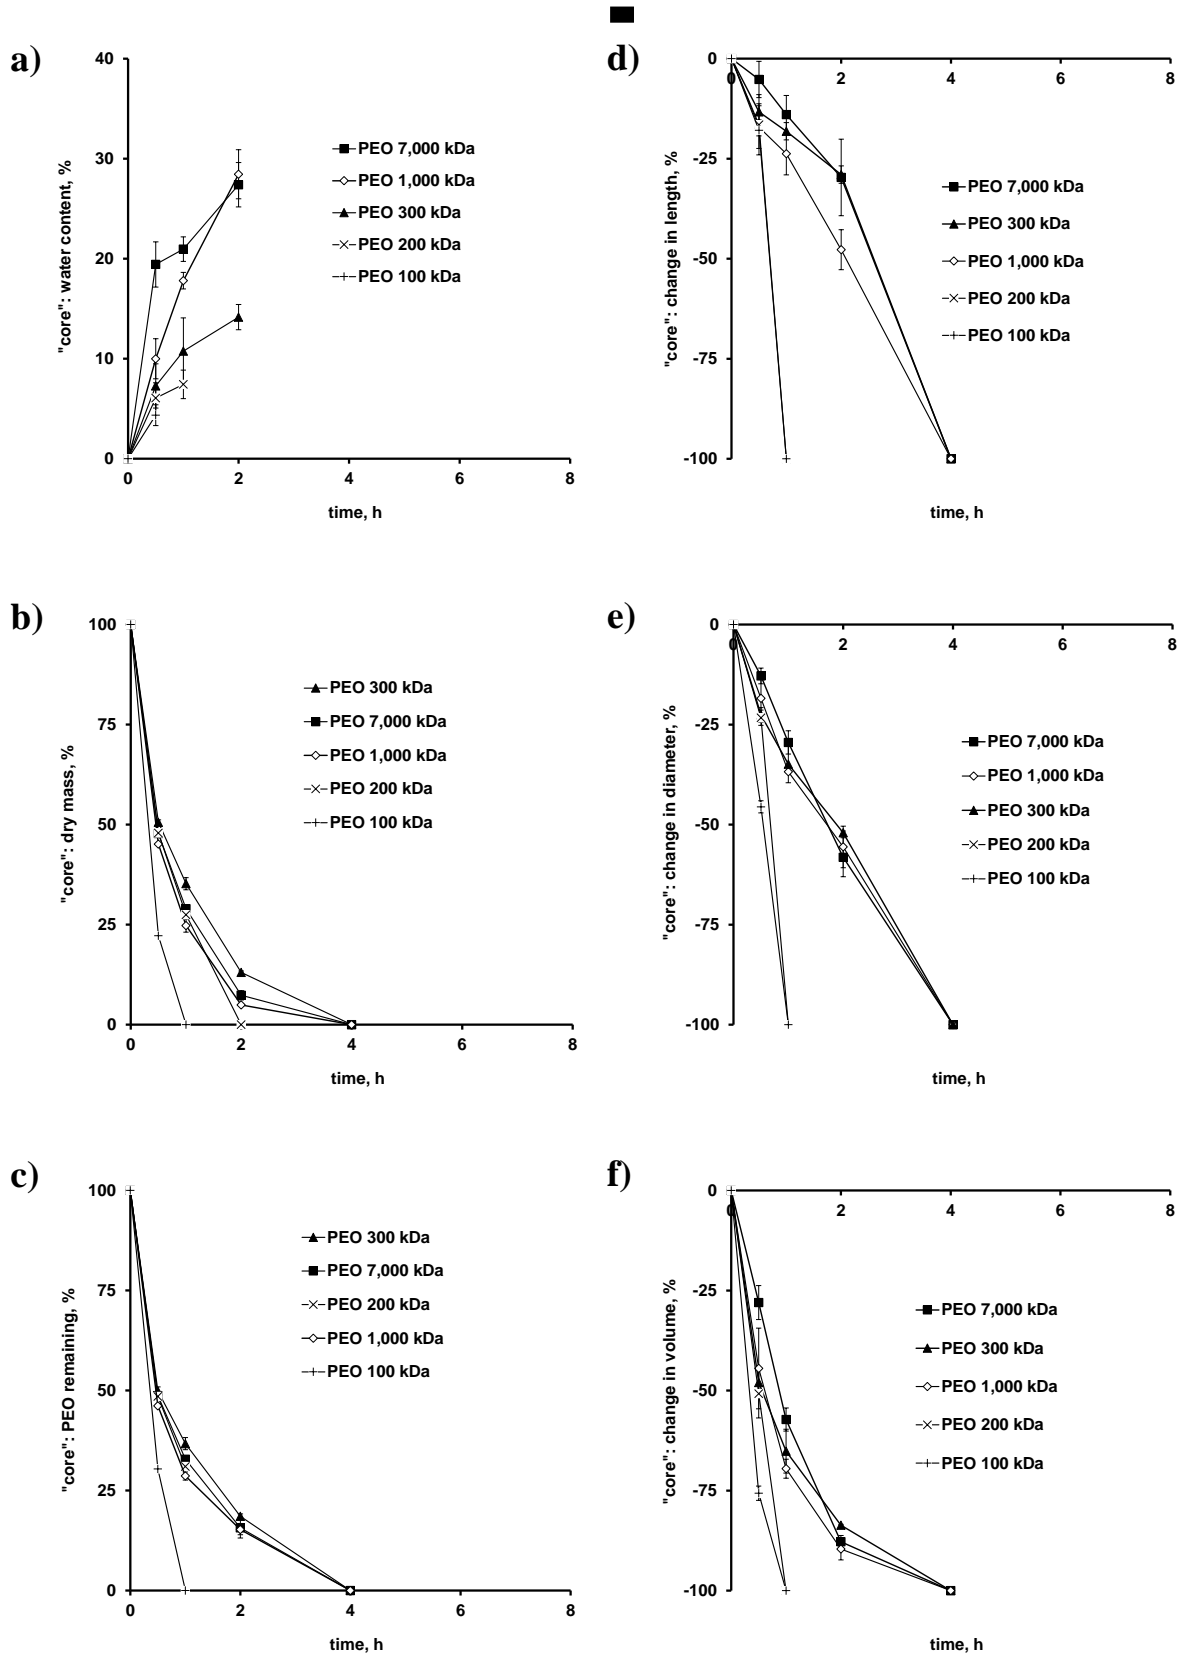 a)
40
30
20
10
0
0
2
4
6
8
"core": water content, %
time, h
PEO 7,000 kDa
PEO 1,000 kDa
PEO 300 kDa
PEO 200 kDa
PEO 100 kDa
d)
0
-25
-50
-75
-100
0
2
4
6
8
"core": change in length, %
time, h
PEO 7,000 kDa
PEO 300 kDa
PEO 1,000 kDa
PEO 200 kDa
PEO 100 kDa
b)
100
75
50
25
0
0
2
4
6
8
"core": dry mass, %
time, h
PEO 300 kDa
PEO 7,000 kDa
PEO 1,000 kDa
PEO 200 kDa
PEO 100 kDa
e)
0
-25
-50
-75
-100
0
2
4
6
8
"core": change in diameter, %
time, h
PEO 7,000 kDa
PEO 1,000 kDa
PEO 300 kDa
PEO 200 kDa
PEO 100 kDa
c)
100
75
50
25
0
0
2
4
6
8
"core": PEO remaining, %
time, h
PEO 300 kDa
PEO 7,000 kDa
PEO 200 kDa
PEO 1,000 kDa
PEO 100 kDa
f)
0
-25
-50
-75
-100
0
2
4
6
8
"core": change in volume, %
time, h
PEO 7,000 kDa
PEO 300 kDa
PEO 1,000 kDa
PEO 200 kDa
PEO 100 kDa